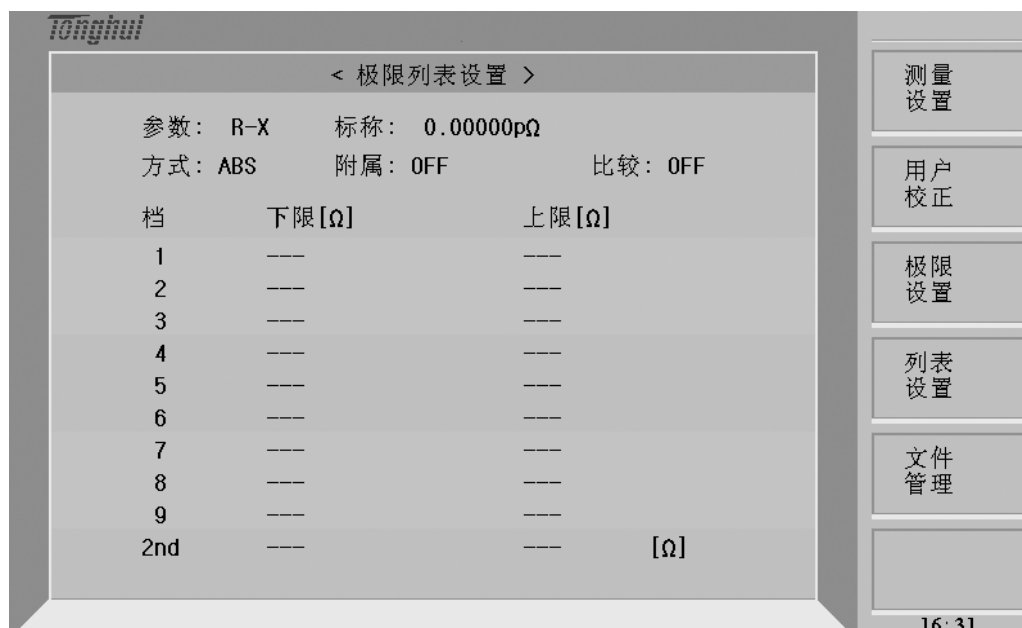 Tonghui
< 极限列表设置 >
参数: R-X 标称: 0.00000pΩ
方式: ABS 附属: OFF 比较: OFF
档 下限[Ω] 上限[Ω]
1 --- ---
2 --- ---
3 --- ---
4 --- ---
5 --- ---
6 --- ---
7 --- ---
8 --- ---
9 --- ---
2nd --- --- [Ω]
测量
设置
用户
校正
极限
设置
列表
设置
文件
管理
16:31